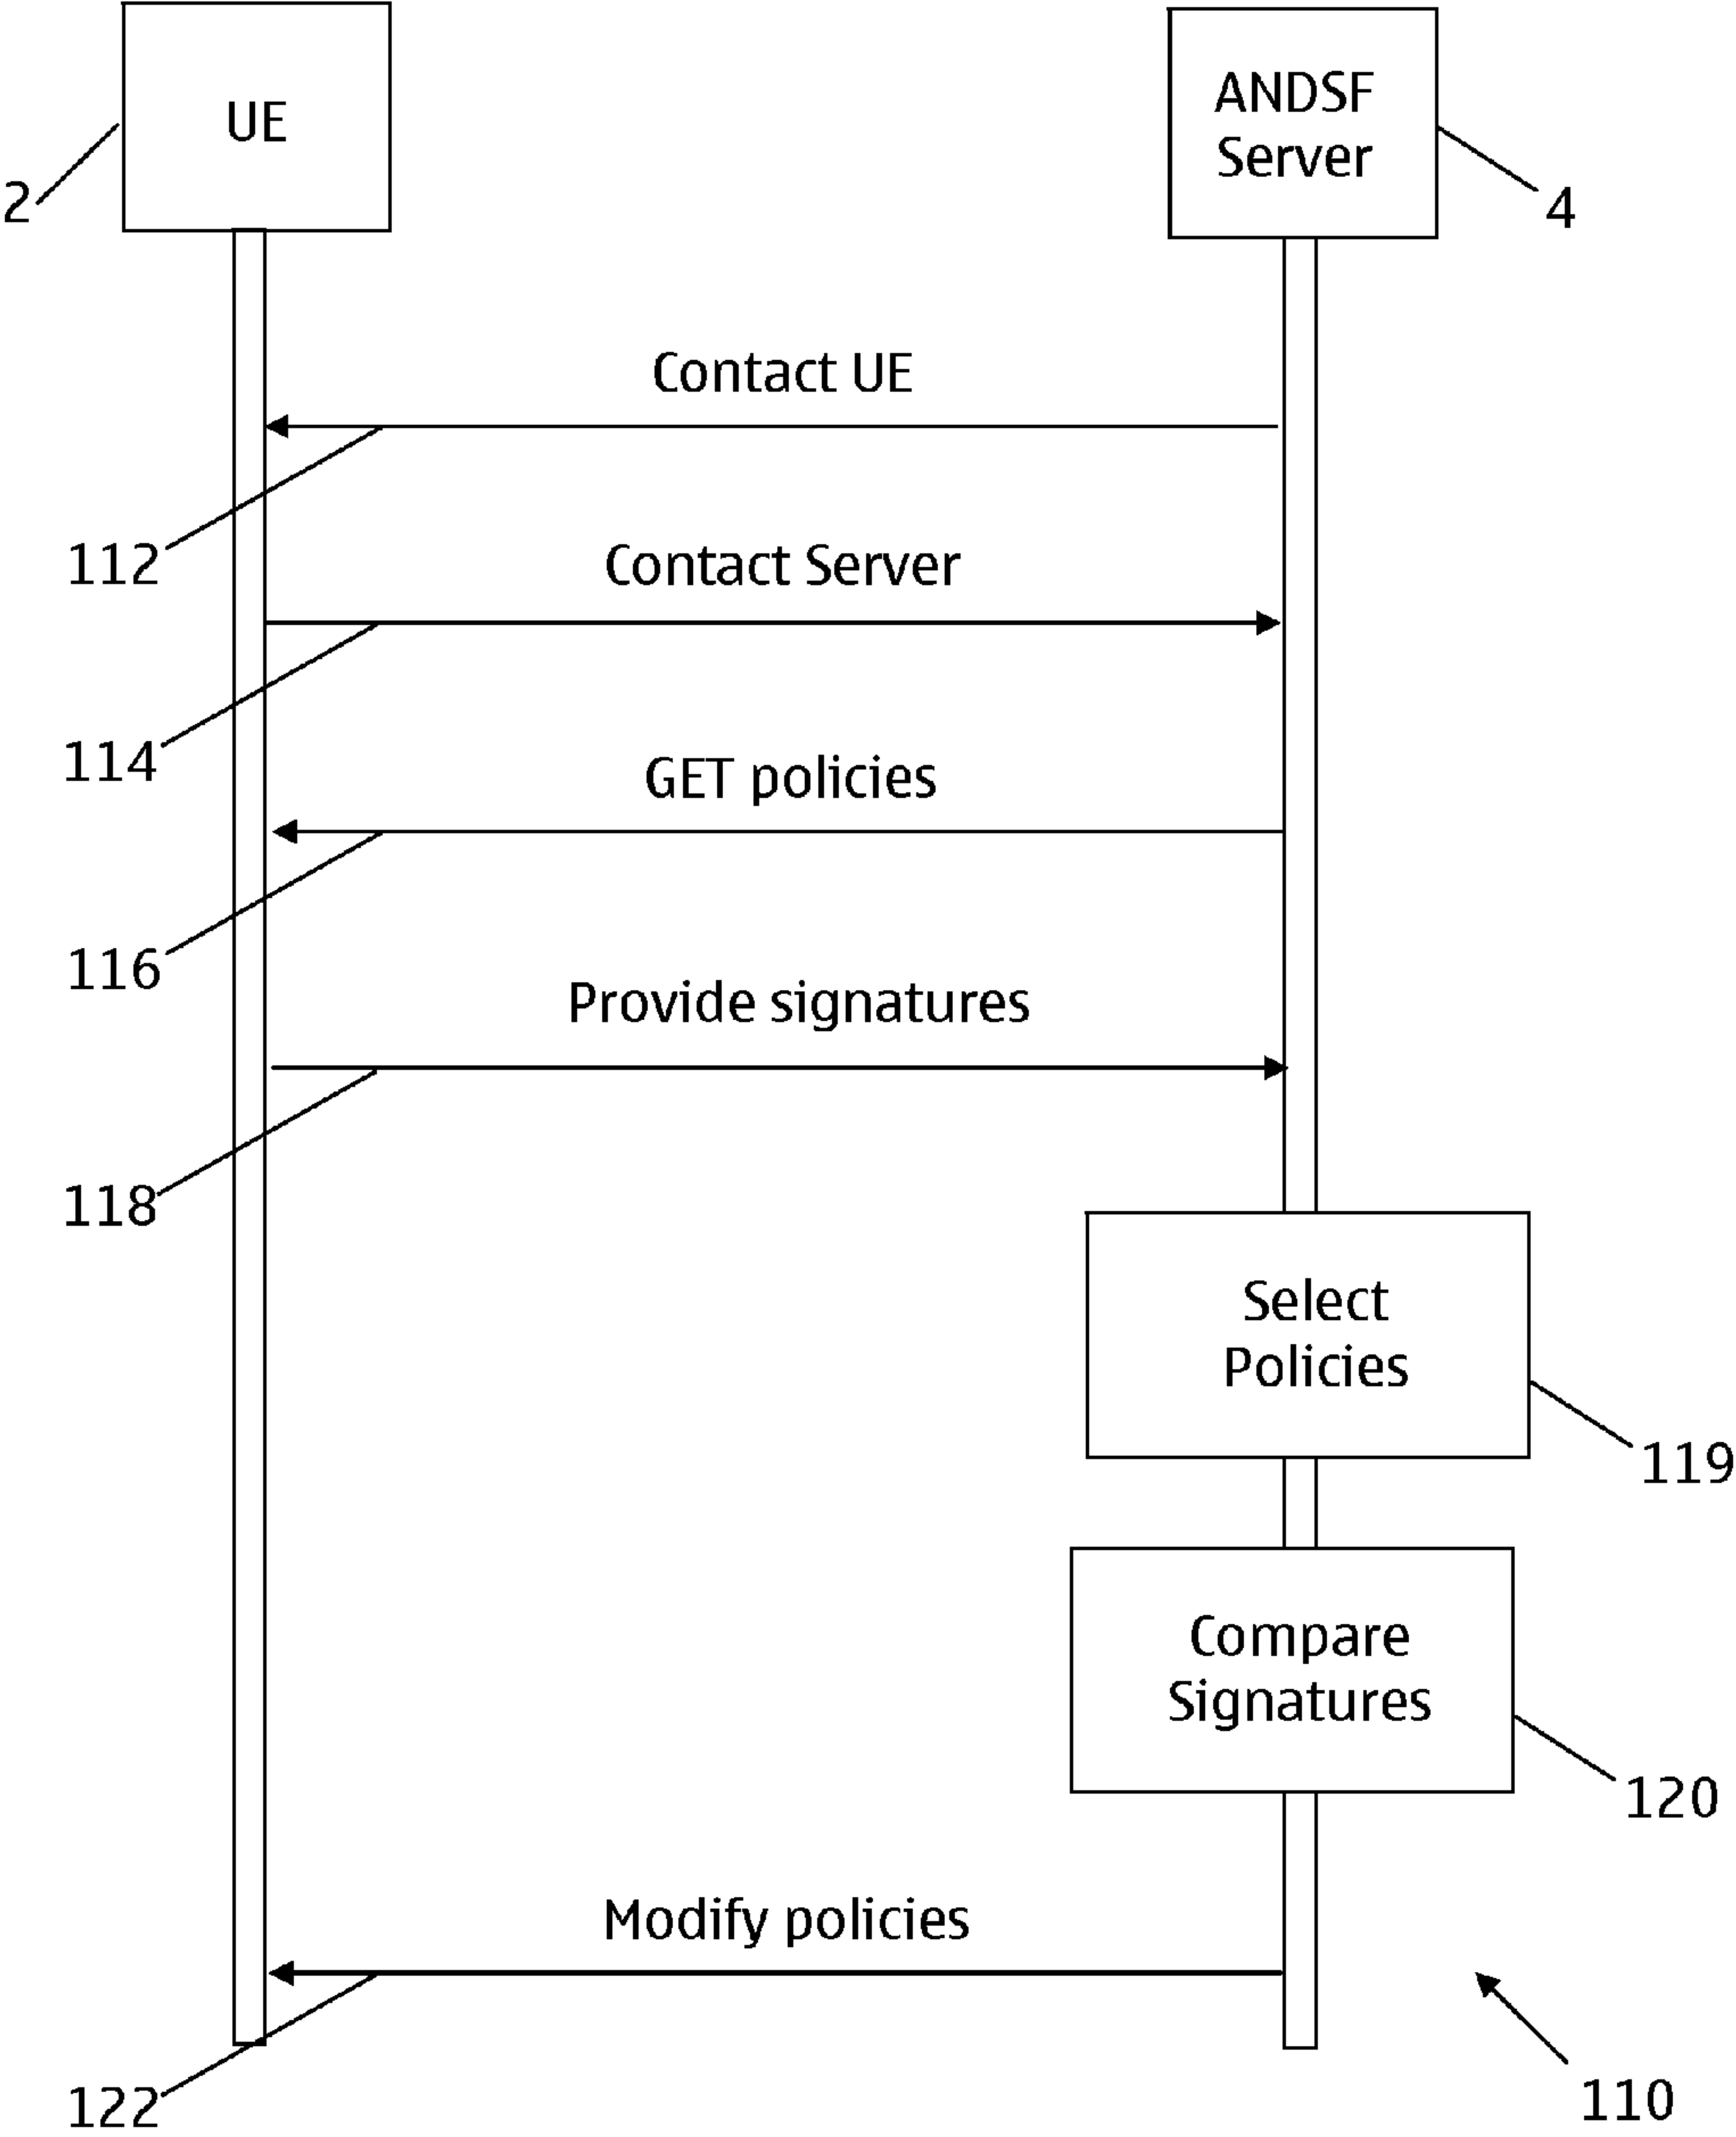 UE
ANDSF
Server
2
4
Contact UE
112
Contact Server
114
GET policies
116
Provide signatures
118
Select
Policies
119
Compare
Signatures
120
Modify policies
122
110